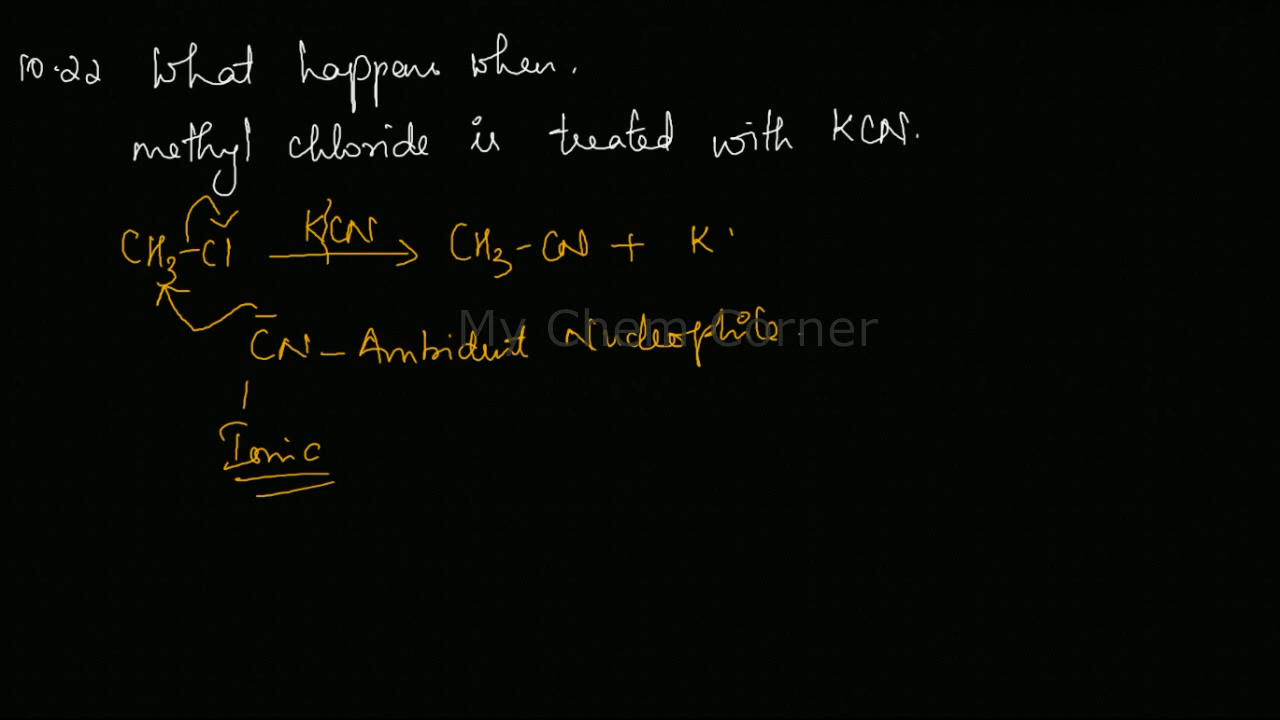 10.22 What happens when.
methyl chloride is treated with KCN.
CH3-Cl KCN CH3-CN + K
CN - Ambident Nucleophile.
My Chem Corner
Ionic